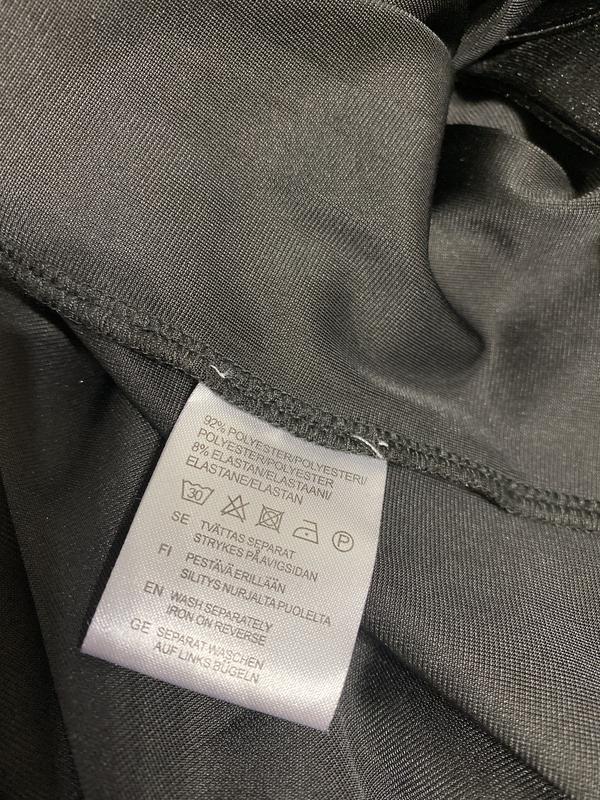 92% POLYESTER/POLYESTERI/
POLYESTER/POLYESTER
8% ELASTAN/ELASTAANI/
ELASTANE/ELASTAN
30 P
SE TVÄTTAS SEPARAT
STRYKES PÅ AVIGSIDAN
FI PESTÄVÄ ERILLÄÄN
SILITYS NURJALTA PUOLELTA
EN WASH SEPARATELY
IRON ON REVERSE
GE SEPARAT WASCHEN
AUF LINKS BÜGELN